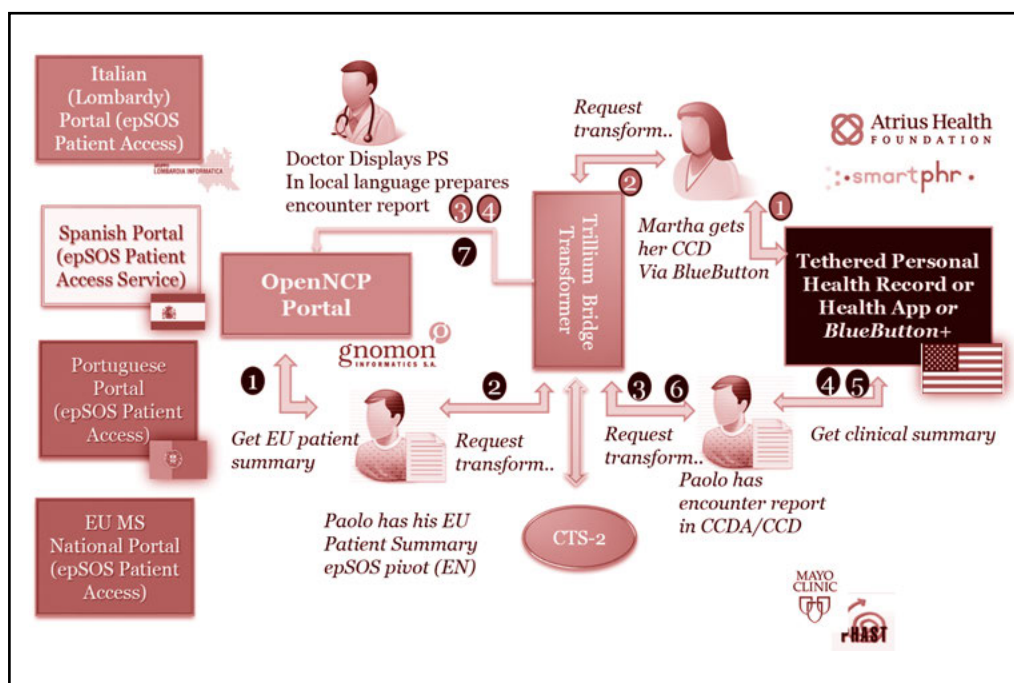 Italian
(Lombardy)
Portal (epSOS
Patient Access)
LOMBARDIA INFORMATICA
Spanish Portal
(epSOS Patient
Access Service)
Portuguese
Portal
(epSOS Patient
Access)
EU MS
National Portal
(epSOS Patient
Access)
Doctor Displays PS
In local language prepares
encounter report
3 4
7
OpenNCP
Portal
gnomon
INFORMATICS S.A.
1
Get EU patient
summary
2
Request
transform..
Paolo has his EU
Patient Summary
epSOS pivot (EN)
Request
transform..
2
Trillium Bridge
Transformer
CTS-2
1
Martha gets
her CCD
Via BlueButton
Atrius Health
FOUNDATION
smartphr
Tethered Personal
Health Record or
Health App or
BlueButton+
3 6
Request
transform..
Paolo has
encounter report
in CCDA/CCD
4 5
Get clinical summary
MAYO
CLINIC
rHAST